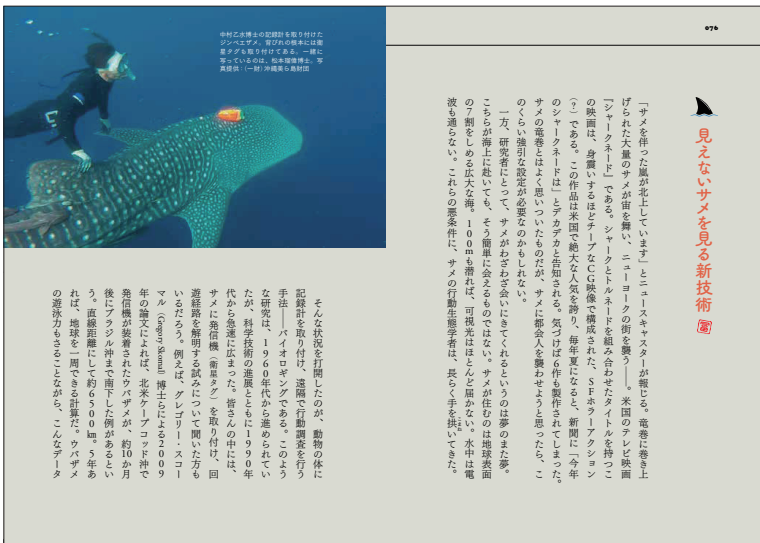 076
見えないサメを見る新技術
「サメを伴った嵐が北上しています」とニュースキャスターが報じる。竜巻に巻き上
げられた大量のサメが宙を舞い、ニューヨークの街を襲う――。米国のテレビ映画
『シャークネード』である。シャークとトルネードを組み合わせたタイトルを持つこ
の映画は、身震いするほどチープなCG映像で構成された、SFホラーアクション
(?)である。この作品は米国で絶大な人気を誇り、毎年夏になると、新聞に「今年
のシャークネードは」とデカデカと告知される。気づけば6作も製作されてしまった。
サメの竜巻とはよく思いついたものだが、サメに都会人を襲わせようと思ったら、こ
のくらい強引な設定が必要なのかもしれない。
一方、研究者にとって、サメがわざわざ会いにきてくれるというのは夢のまた夢。
こちらが海上に赴いても、そう簡単に会えるものではない。サメが住むのは地球表面
の7割をしめる広大な海。100mも潜れば、可視光はほとんど届かない。水中は電
波も通らない。これらの悪条件に、サメの行動生態学者は、長らく手を拱いてきた。
中村乙水博士の記録計を取り付けた
ジンベエザメ。背びれの根本には衛
星タグも取り付けてある。一緒に
写っているのは、松本瑠偉博士。写
真提供:(一財)沖縄美ら島財団
そんな状況を打開したのが、動物の体に
記録計を取り付け、遠隔で行動調査を行う
手法――バイオロギングである。このよう
な研究は、1960年代から進められてい
たが、科学技術の進展とともに1990年
代から急速に広まった。皆さんの中には、
サメに発信機(衛星タグ)を取り付け、回
遊経路を解明する試みについて聞いた方も
いるだろう。例えば、グレゴリー・スコー
マル(Gregory Skomal)博士らによる2009
年の論文によれば、北米ケープコッド沖で
発信機が装着されたウバザメが、約10か月
後にブラジル沖まで南下した例があるとい
う。直線距離にして約6500㎞。5年あ
れば、地球を一周できる計算だ。ウバザメ
の遊泳力もさることながら、こんなデータ